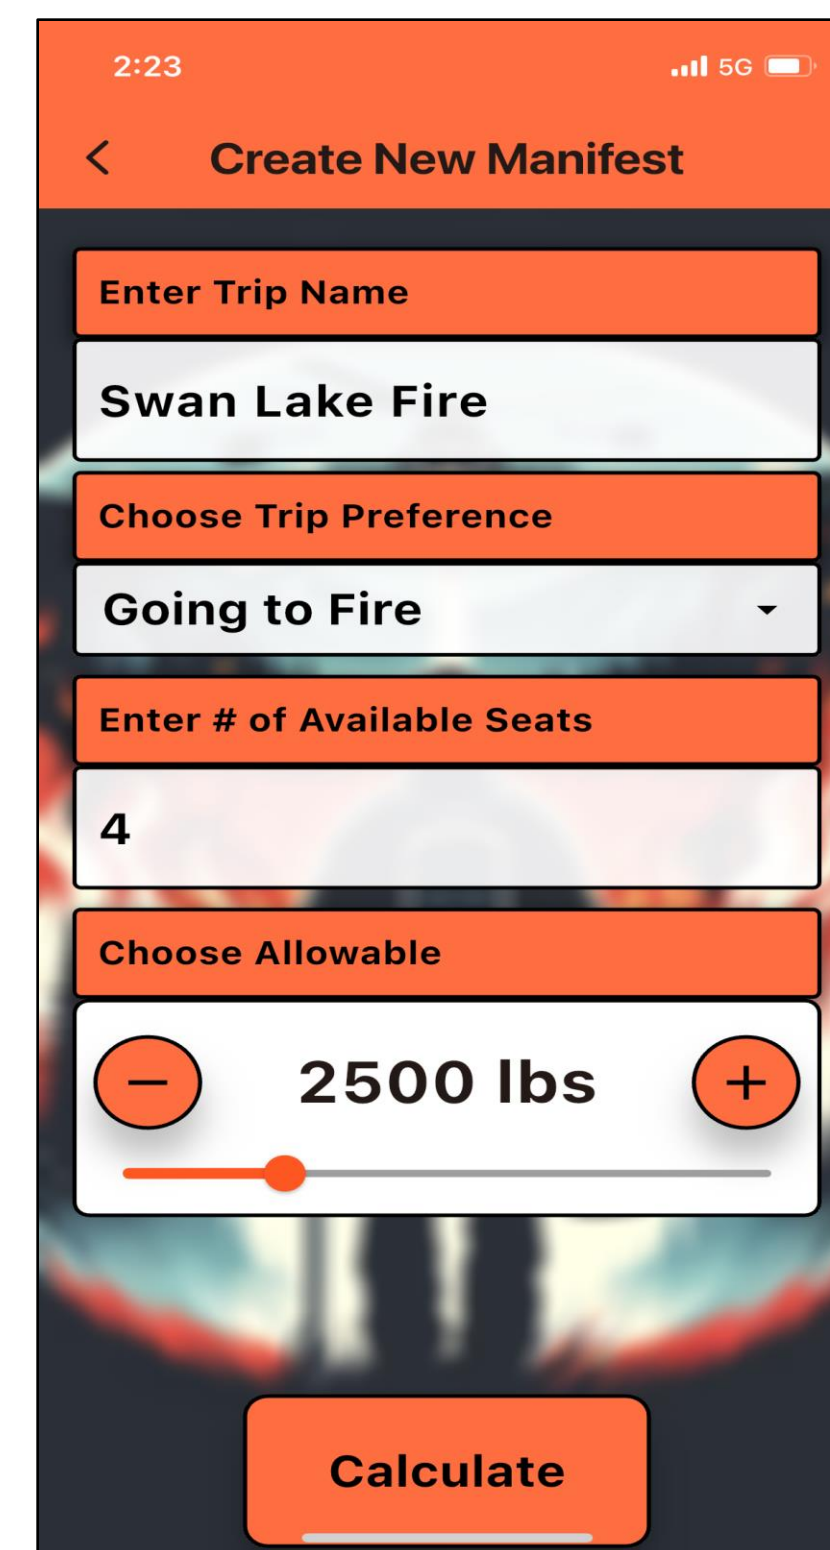 2:23 5G
Create New Manifest
Enter Trip Name
Swan Lake Fire
Choose Trip Preference
Going to Fire
Enter # of Available Seats
4
Choose Allowable
2500 lbs
Calculate